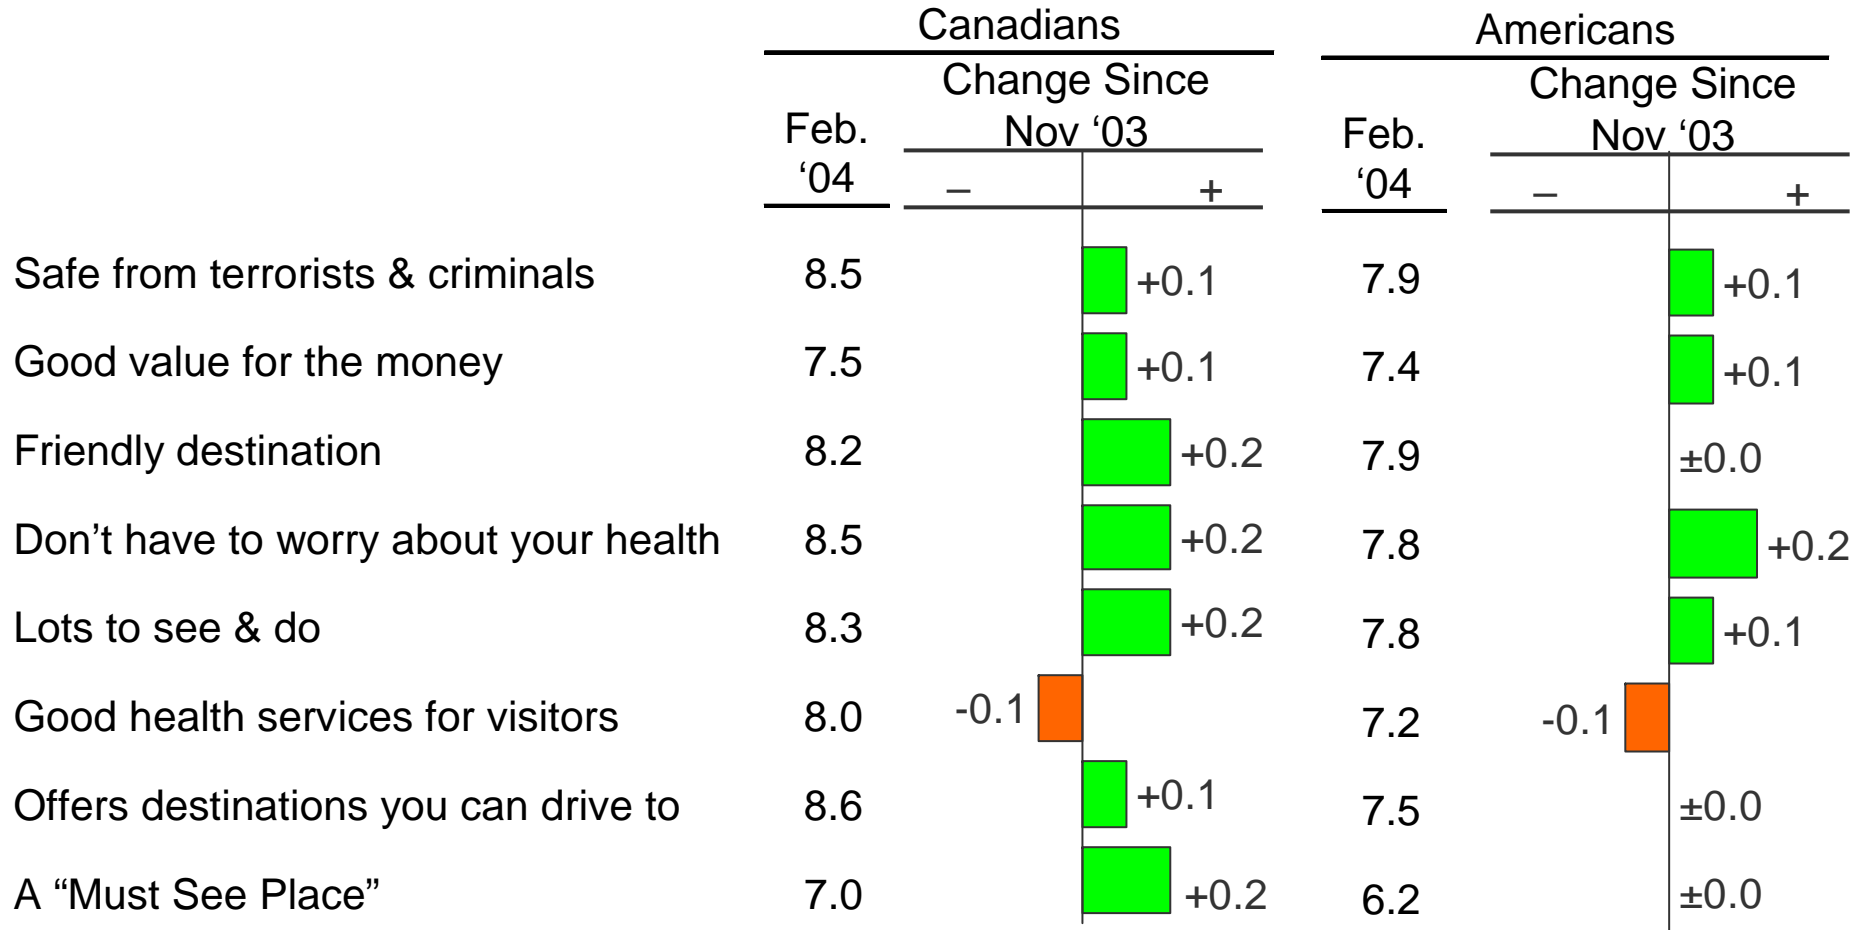 Canadians Americans
Change Since Change Since
Feb. Nov ‘03 Feb. Nov ‘03
‘04 – + ‘04 – +
Safe from terrorists & criminals 8.5 +0.1 7.9 +0.1
Good value for the money 7.5 +0.1 7.4 +0.1
Friendly destination 8.2 +0.2 7.9 ±0.0
Don’t have to worry about your health 8.5 +0.2 7.8 +0.2
Lots to see & do 8.3 +0.2 7.8 +0.1
Good health services for visitors 8.0 -0.1 7.2 -0.1
Offers destinations you can drive to 8.6 +0.1 7.5 ±0.0
A “Must See Place” 7.0 +0.2 6.2 ±0.0